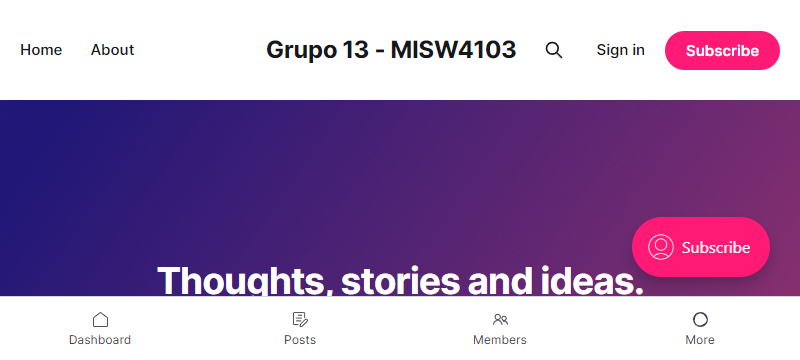 Home About Grupo 13 - MISW4103 Sign in Subscribe
Subscribe
Thoughts, stories and ideas.
Dashboard Posts Members More